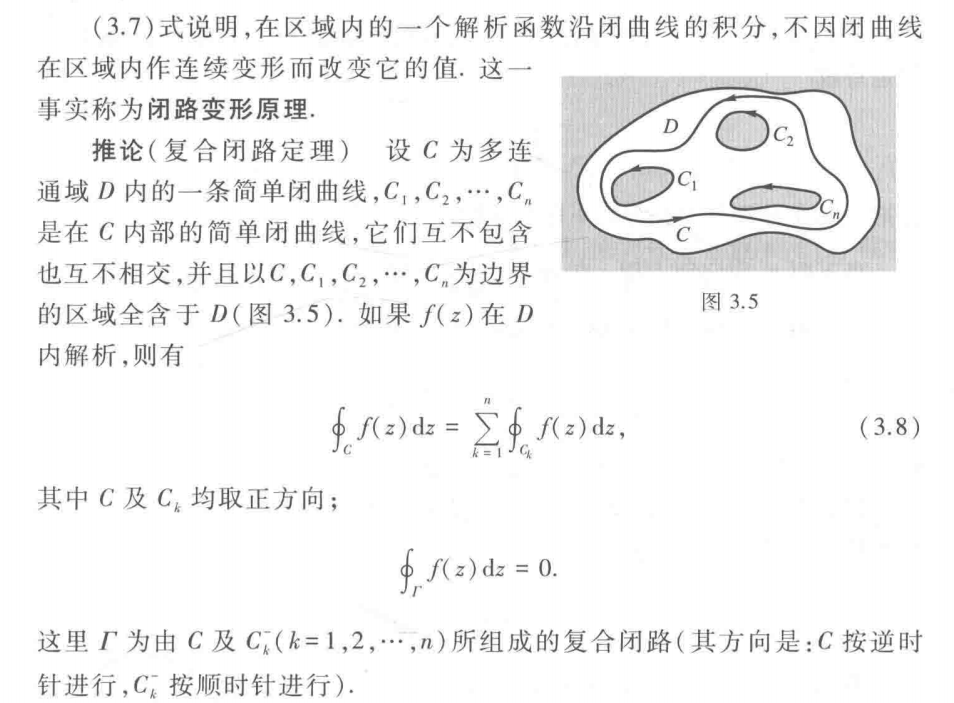 (3.7)式说明,在区域内的一个解析函数沿闭曲线的积分,不因闭曲线
在区域内作连续变形而改变它的值. 这一
事实称为闭路变形原理.
推论(复合闭路定理) 设 C 为多连
通域 D 内的一条简单闭曲线,C₁,C₂,⋯,Cₙ
是在 C 内部的简单闭曲线,它们互不包含
也互不相交,并且以C,C₁,C₂,⋯,Cₙ为边界
的区域全含于 D(图 3.5). 如果 f(z)在 D
内解析,则有
D
C₂
C₁
Cₙ
C
图 3.5
∮_C f(z)dz = ∑_{k=1}^{n} ∮_{C_k} f(z)dz, (3.8)
其中 C 及 Cₖ 均取正方向;
∮_Γ f(z)dz = 0.
这里 Γ 为由 C 及 Cₖ⁻(k=1,2,⋯,n)所组成的复合闭路(其方向是:C 按逆时
针进行,Cₖ⁻ 按顺时针进行).